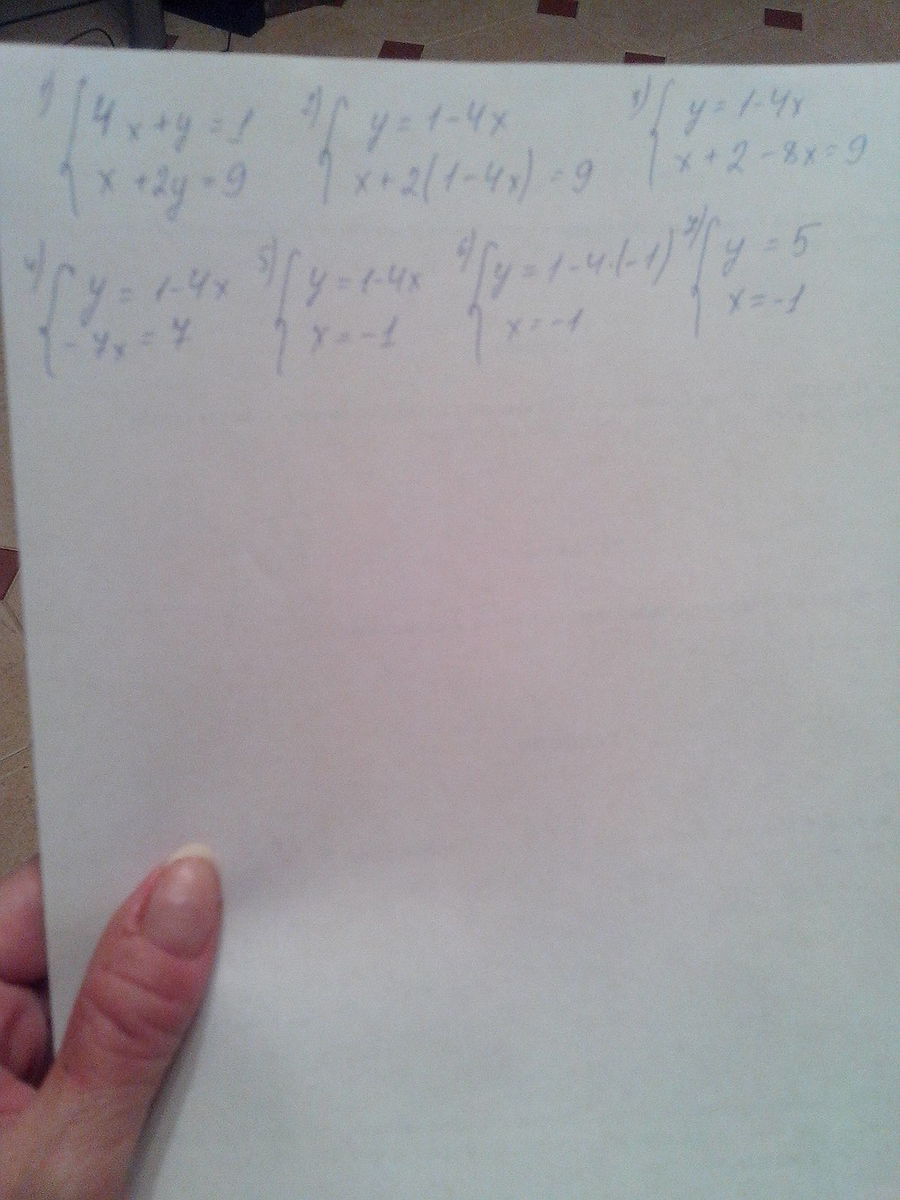 1) { 4x+y=1
x+2y=9
2) { y=1-4x
x+2(1-4x)=9
3) { y=1-4x
x+2-8x=9
4) { y=1-4x
-7x=7
5) { y=1-4x
x=-1
6) { y=1-4·(-1)
x=-1
7) { y=5
x=-1